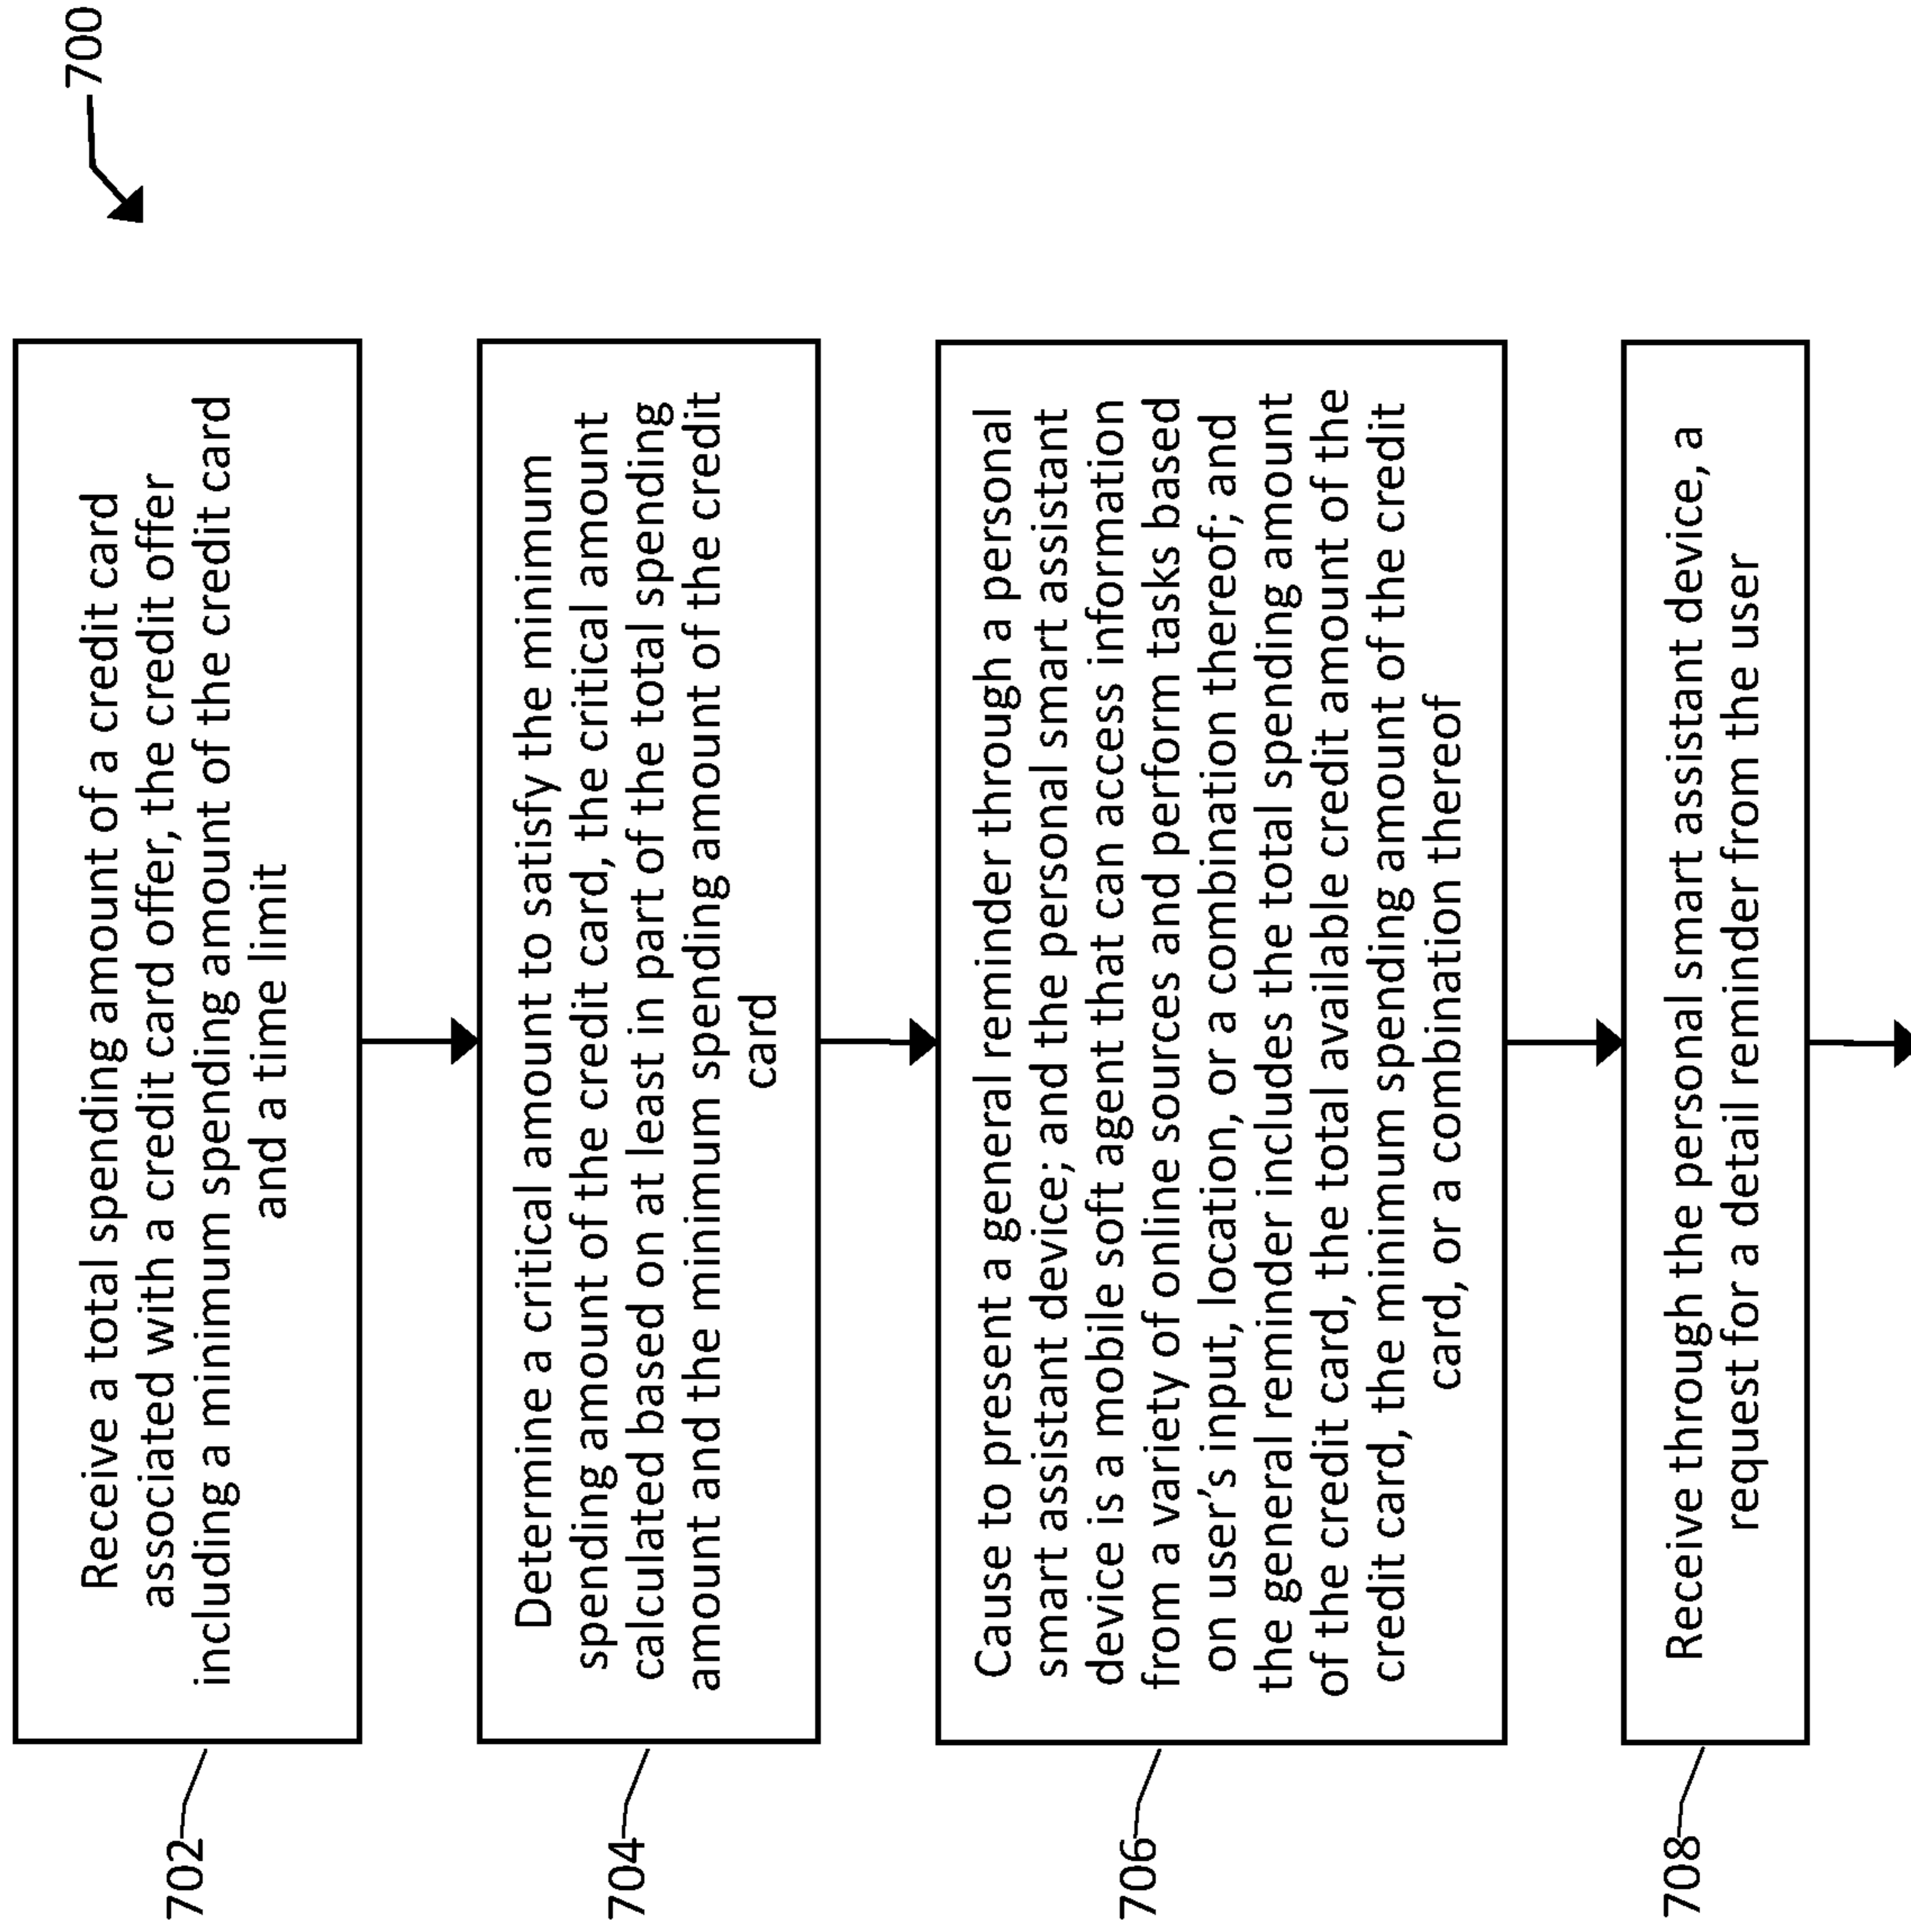 700
702
Receive a total spending amount of a credit card
associated with a credit card offer, the credit offer
including a minimum spending amount of the credit card
and a time limit
704
Determine a critical amount to satisfy the minimum
spending amount of the credit card, the critical amount
calculated based on at least in part of the total spending
amount and the minimum spending amount of the credit
card
706
Cause to present a general reminder through a personal
smart assistant device; and the personal smart assistant
device is a mobile soft agent that can access information
from a variety of online sources and perform tasks based
on user's input, location, or a combination thereof; and
the general reminder includes the total spending amount
of the credit card, the total available credit amount of the
credit card, the minimum spending amount of the credit
card, or a combination thereof
708
Receive through the personal smart assistant device, a
request for a detail reminder from the user